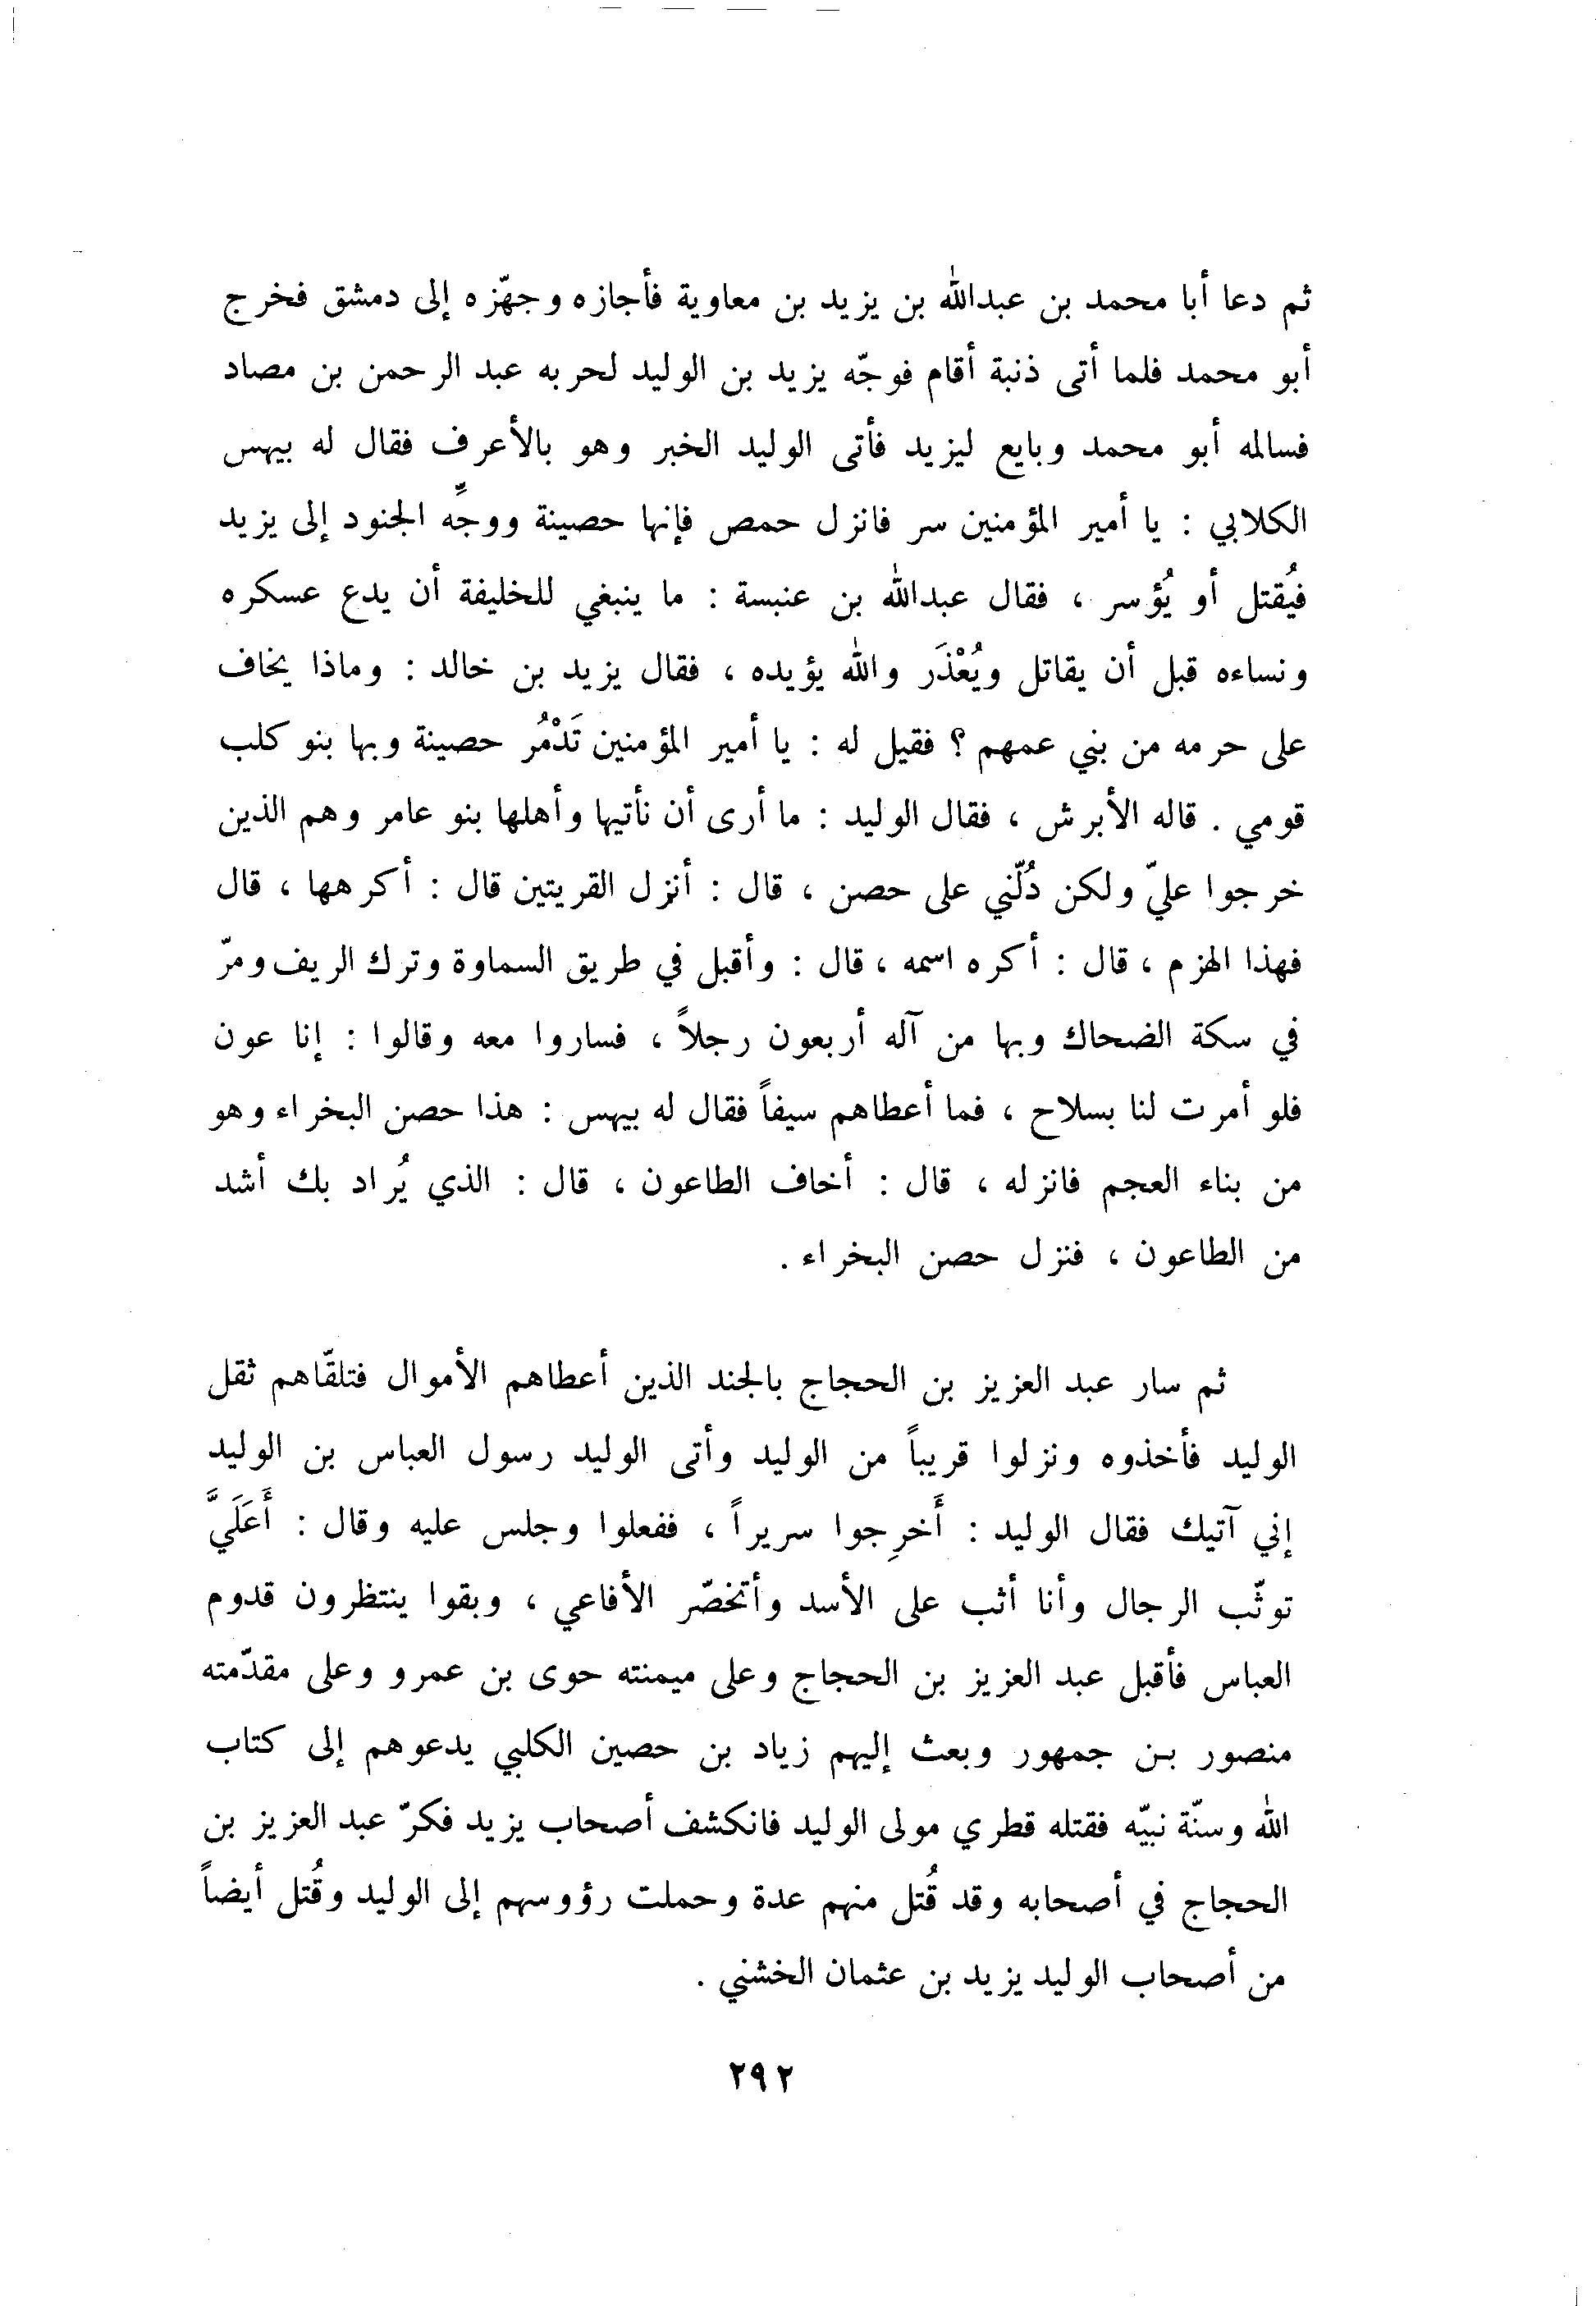 ثم دعا أبا محمد بن عبدالله بن يزيد بن معاوية فأجازه وجهّزه إلى دمشق فخرج
أبو محمد فلما أتى ذنبة أقام فوجّه يزيد بن الوليد لحربه عبد الرحمن بن مصاد
فسالمه أبو محمد وبايع ليزيد فأتى الوليد الخبر وهو بالأعرف فقال له بيهس
الكلابي : يا أمير المؤمنين سر فانزل حمص فإنها حصينة ووجِّه الجنود إلى يزيد
فيُقتل أو يُؤسر ، فقال عبدالله بن عنبسة : ما ينبغي للخليفة أن يدع عسكره
ونساءه قبل أن يقاتل ويُعْذَر والله يؤيده ، فقال يزيد بن خالد : وماذا يخاف
على حرمه من بني عمهم ؟ فقيل له : يا أمير المؤمنين تَدْمُر حصينة وبها بنو كلب
قومي . قاله الأبرش ، فقال الوليد : ما أرى أن نأتيها وأهلها بنو عامر وهم الذين
خرجوا عليّ ولكن دُلّني على حصن ، قال : أنزل القريتين قال : أكرهها ، قال
فهذا الهزم ، قال : أكره اسمه ، قال : وأقبل في طريق السماوة وترك الريف ومرّ
في سكة الضحاك وبها من آله أربعون رجلاً ، فساروا معه وقالوا : إنا عون
فلو أمرت لنا بسلاح ، فما أعطاهم سيفاً فقال له بيهس : هذا حصن البخراء وهو
من بناء العجم فانزله ، قال : أخاف الطاعون ، قال : الذي يُراد بك أشد
من الطاعون ، فنزل حصن البخراء .
ثم سار عبد العزيز بن الحجاج بالجند الذين أعطاهم الأموال فتلقّاهم ثقل
الوليد فأخذوه ونزلوا قريباً من الوليد وأتى الوليد رسول العباس بن الوليد
إني آتيك فقال الوليد : أَخرِجوا سريراً ، ففعلوا وجلس عليه وقال : أَعَلَيَّ
توثّب الرجال وأنا أثب على الأسد وأتخصّر الأفاعي ، وبقوا ينتظرون قدوم
العباس فأقبل عبد العزيز بن الحجاج وعلى ميمنته حوى بن عمرو وعلى مقدّمته
منصور بن جمهور وبعث إليهم زياد بن حصين الكلبي يدعوهم إلى كتاب
الله وسنّة نبيّه فقتله قطري مولى الوليد فانكشف أصحاب يزيد فكرّ عبد العزيز بن
الحجاج في أصحابه وقد قُتل منهم عدة وحملت رؤوسهم إلى الوليد وقُتل أيضاً
من أصحاب الوليد يزيد بن عثمان الخشني .
٢٩٢